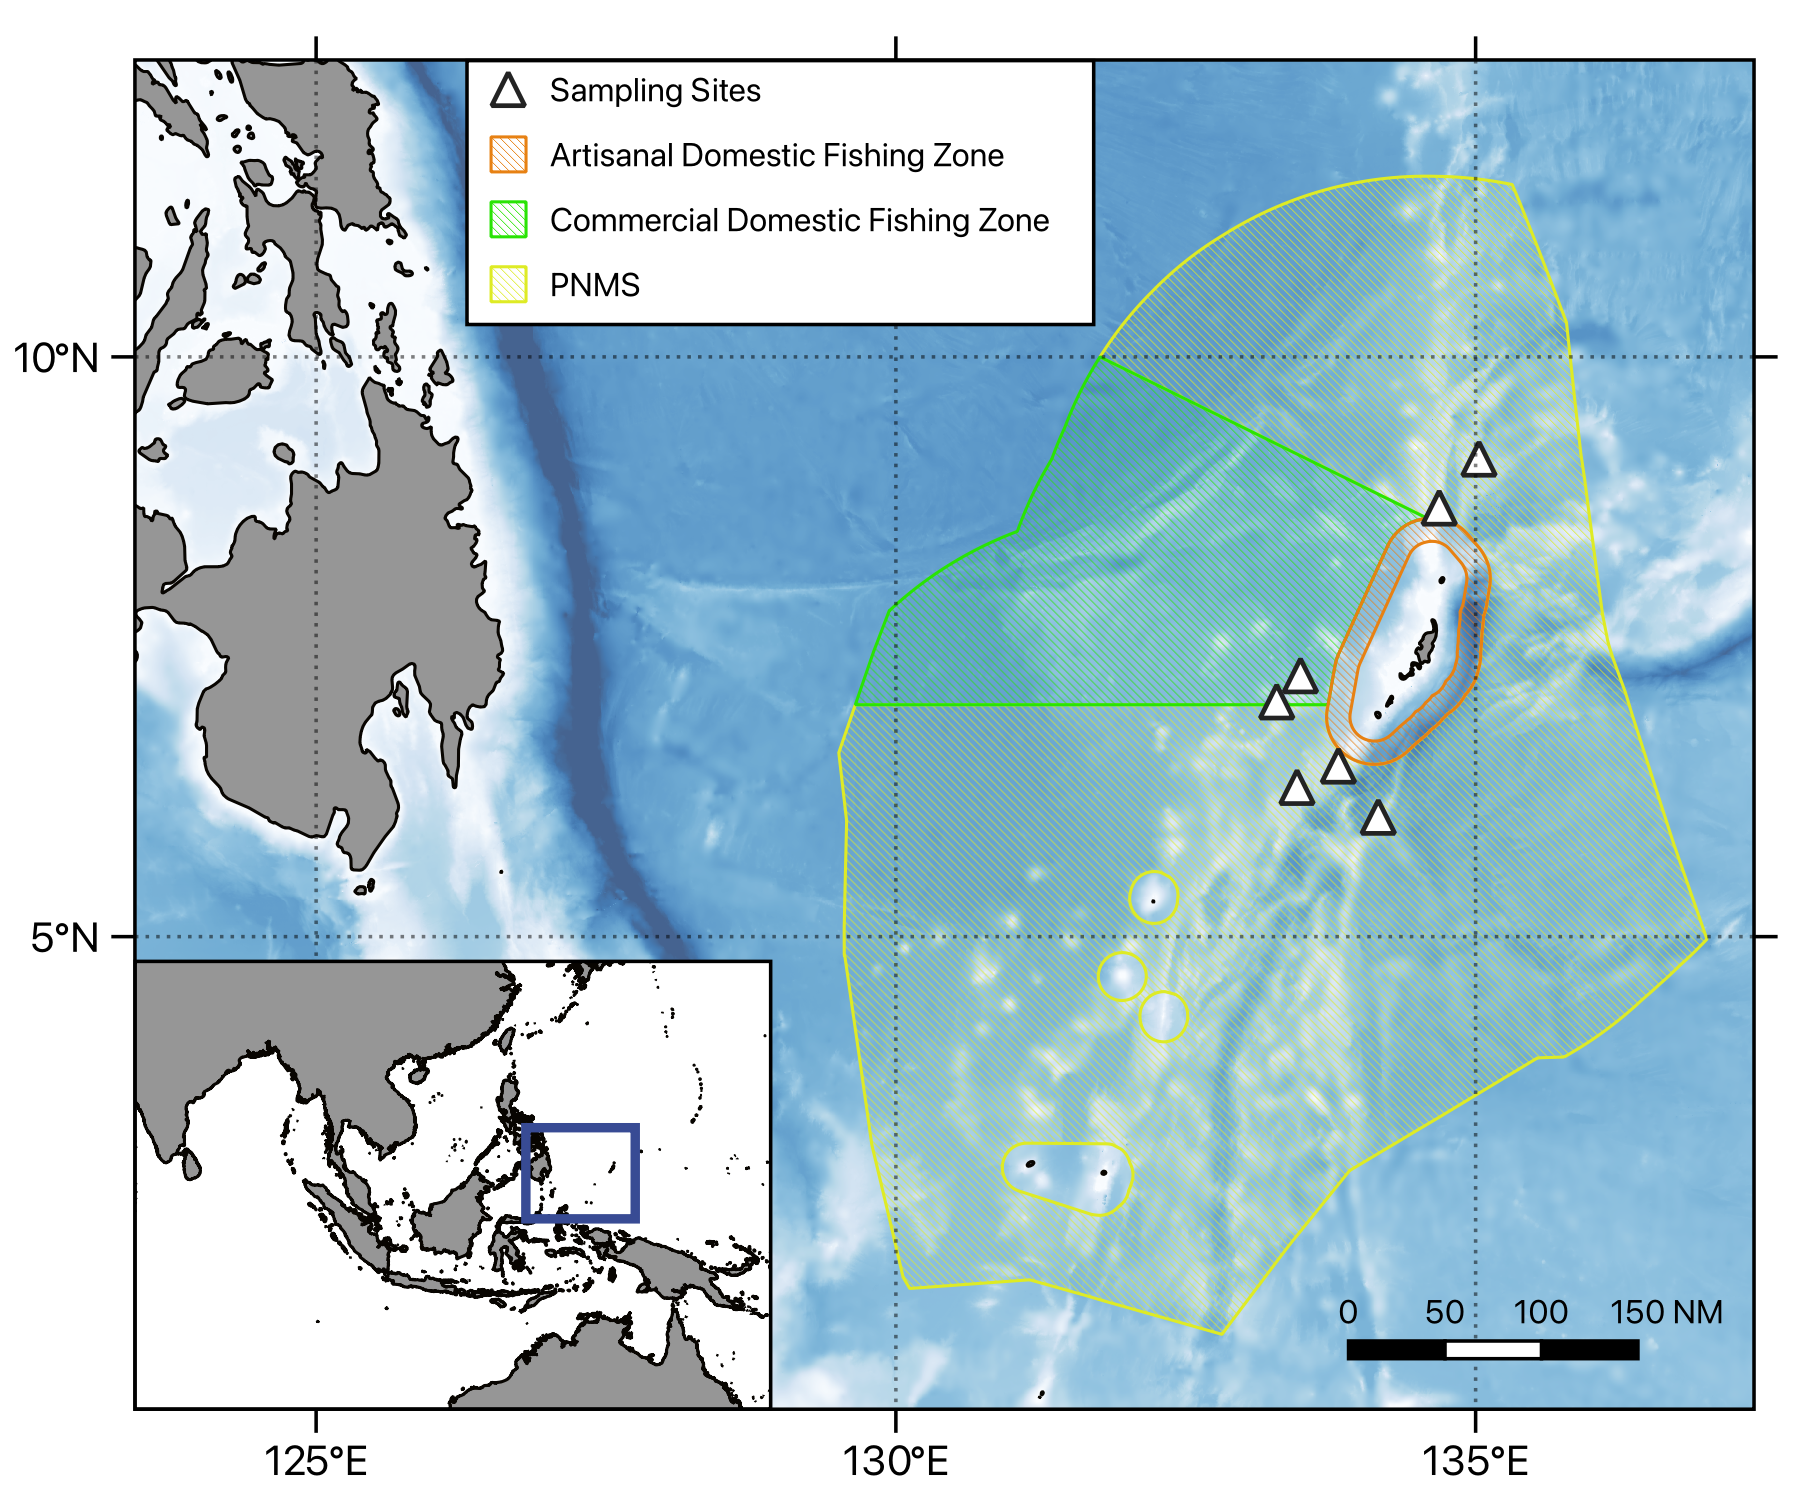 Sampling Sites
Artisanal Domestic Fishing Zone
Commercial Domestic Fishing Zone
PNMS
10°N
5°N
0 50 100 150 NM
125°E 130°E 135°E